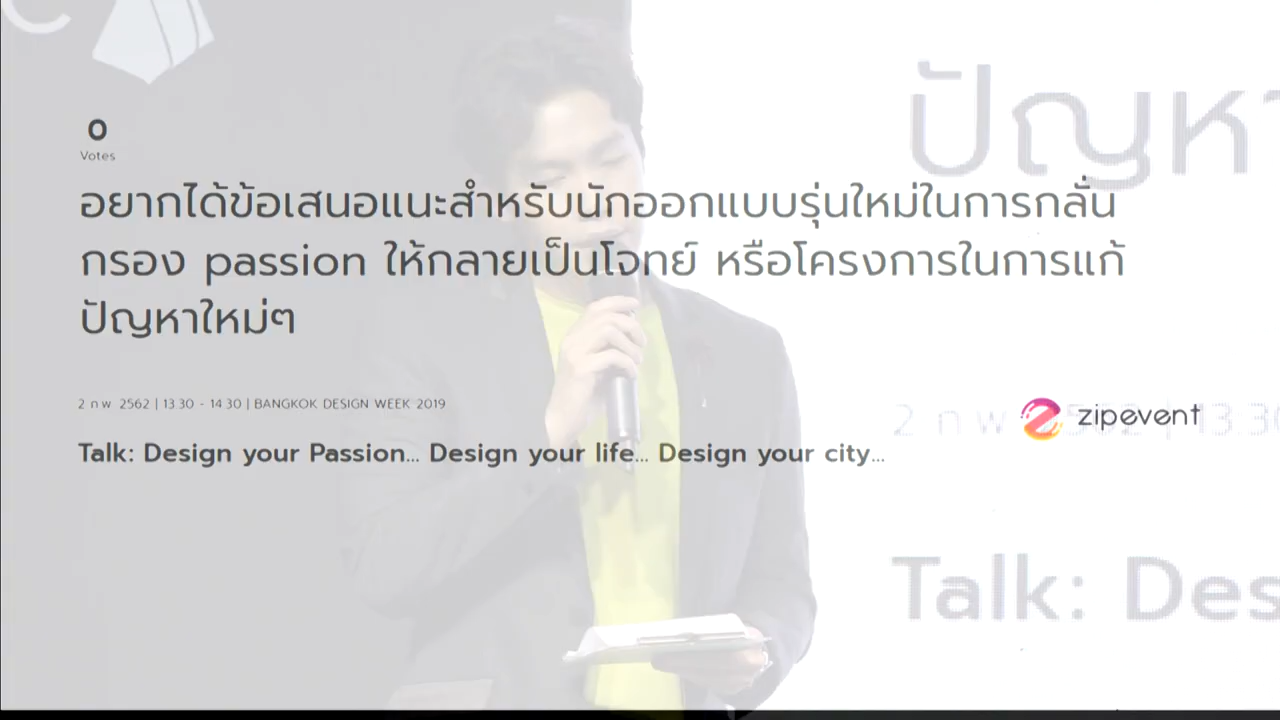 0
Votes
อยากได้ข้อเสนอแนะสำหรับนักออกแบบรุ่นใหม่ในการกลั่น
กรอง passion ให้กลายเป็นโจทย์ หรือโครงการในการแก้
ปัญหาใหม่ๆ
2 ก พ 2562 | 13 30 - 14 30 | BANGKOK DESIGN WEEK 2019
zipevent
Talk: Design your Passion... Design your life... Design your city...
ปัญหา
2 ก พ 2562 | 13:30
Talk: Des